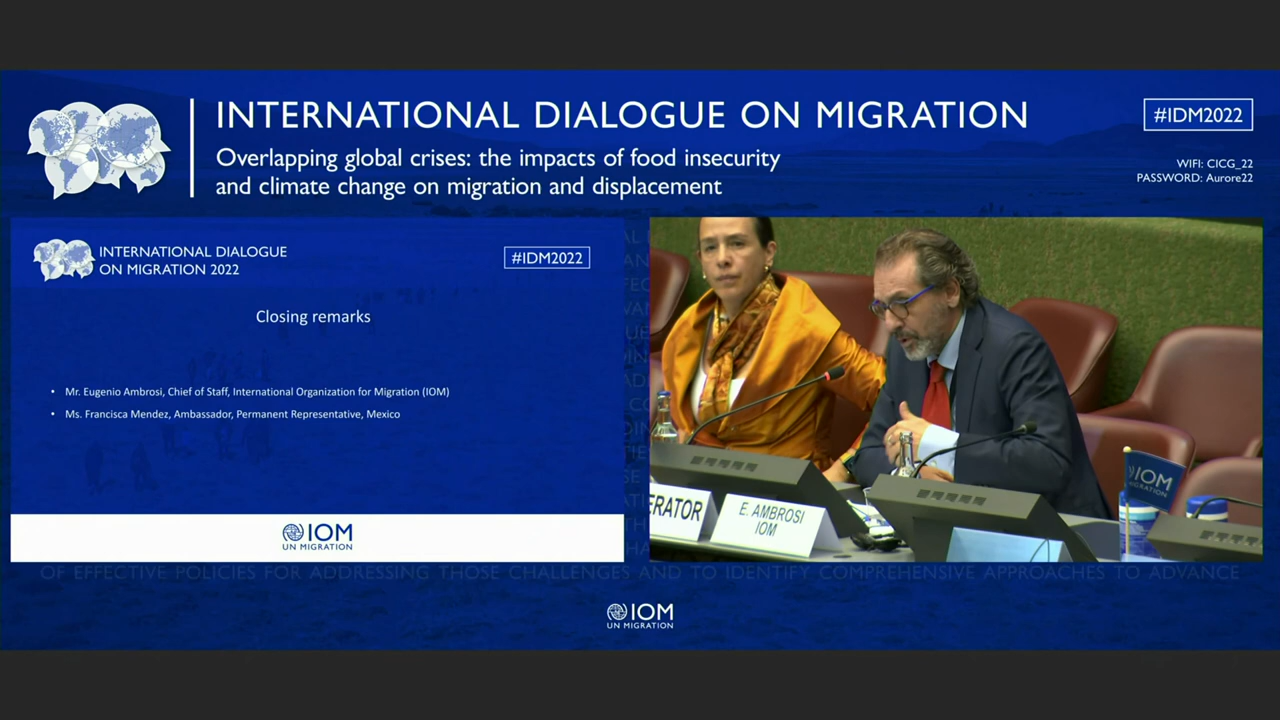 INTERNATIONAL DIALOGUE ON MIGRATION
Overlapping global crises: the impacts of food insecurity
and climate change on migration and displacement
#IDM2022
WIFI: CICG_22
PASSWORD: Aurore22
INTERNATIONAL DIALOGUE
ON MIGRATION 2022
#IDM2022
Closing remarks
• Mr. Eugenio Ambrosi, Chief of Staff, International Organization for Migration (IOM)
• Ms. Francisca Mendez, Ambassador, Permanent Representative, Mexico
IOM
UN MIGRATION
ERATOR
E. AMBROSI
IOM
IOM
MIGRATION
OF EFFECTIVE POLICIES FOR ADDRESSING THOSE CHALLENGES AND TO IDENTIFY COMPREHENSIVE APPROACHES TO ADVANCE
IOM
UN MIGRATION